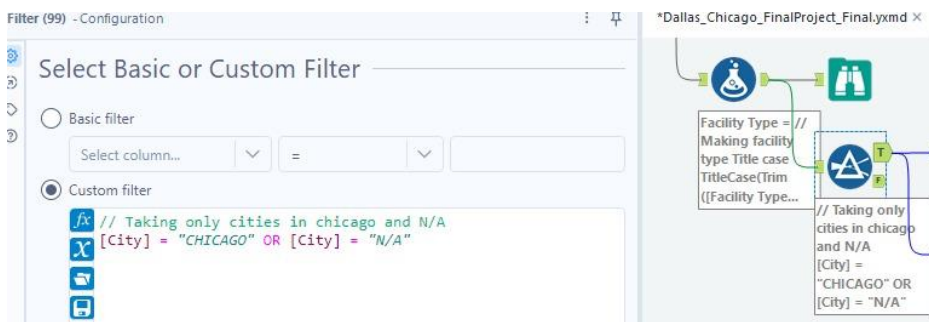 Filter (99) - Configuration
Select Basic or Custom Filter
Basic filter
Select column...
=
Custom filter
// Taking only cities in chicago and N/A
[City] = "CHICAGO" OR [City] = "N/A"
*Dallas_Chicago_FinalProject_Final.yxmd
Facility Type = //
Making facility
type Title case
TitleCase(Trim
([Facility Type...
T
F
// Taking only
cities in chicago
and N/A
[City] =
"CHICAGO" OR
[City] = "N/A"